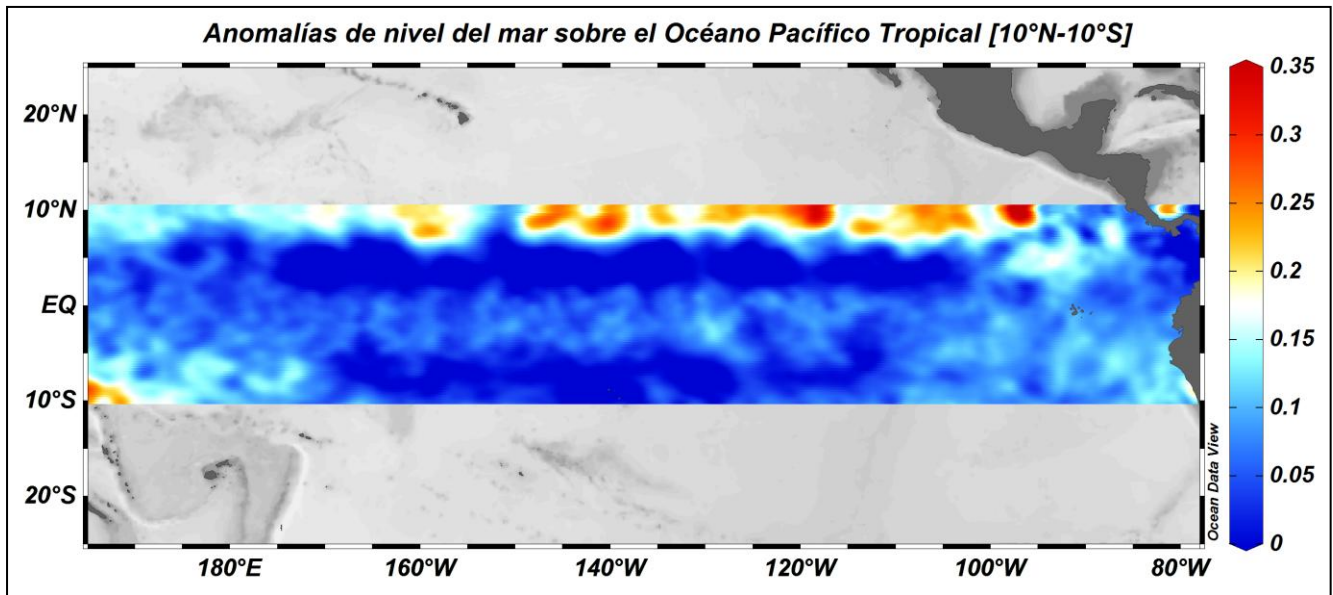 Anomalías de nivel del mar sobre el Océano Pacífico Tropical [10°N-10°S]
20°N
10°N
EQ
10°S
20°S
180°E
160°W
140°W
120°W
100°W
80°W
Ocean Data View
0.35
0.3
0.25
0.2
0.15
0.1
0.05
0